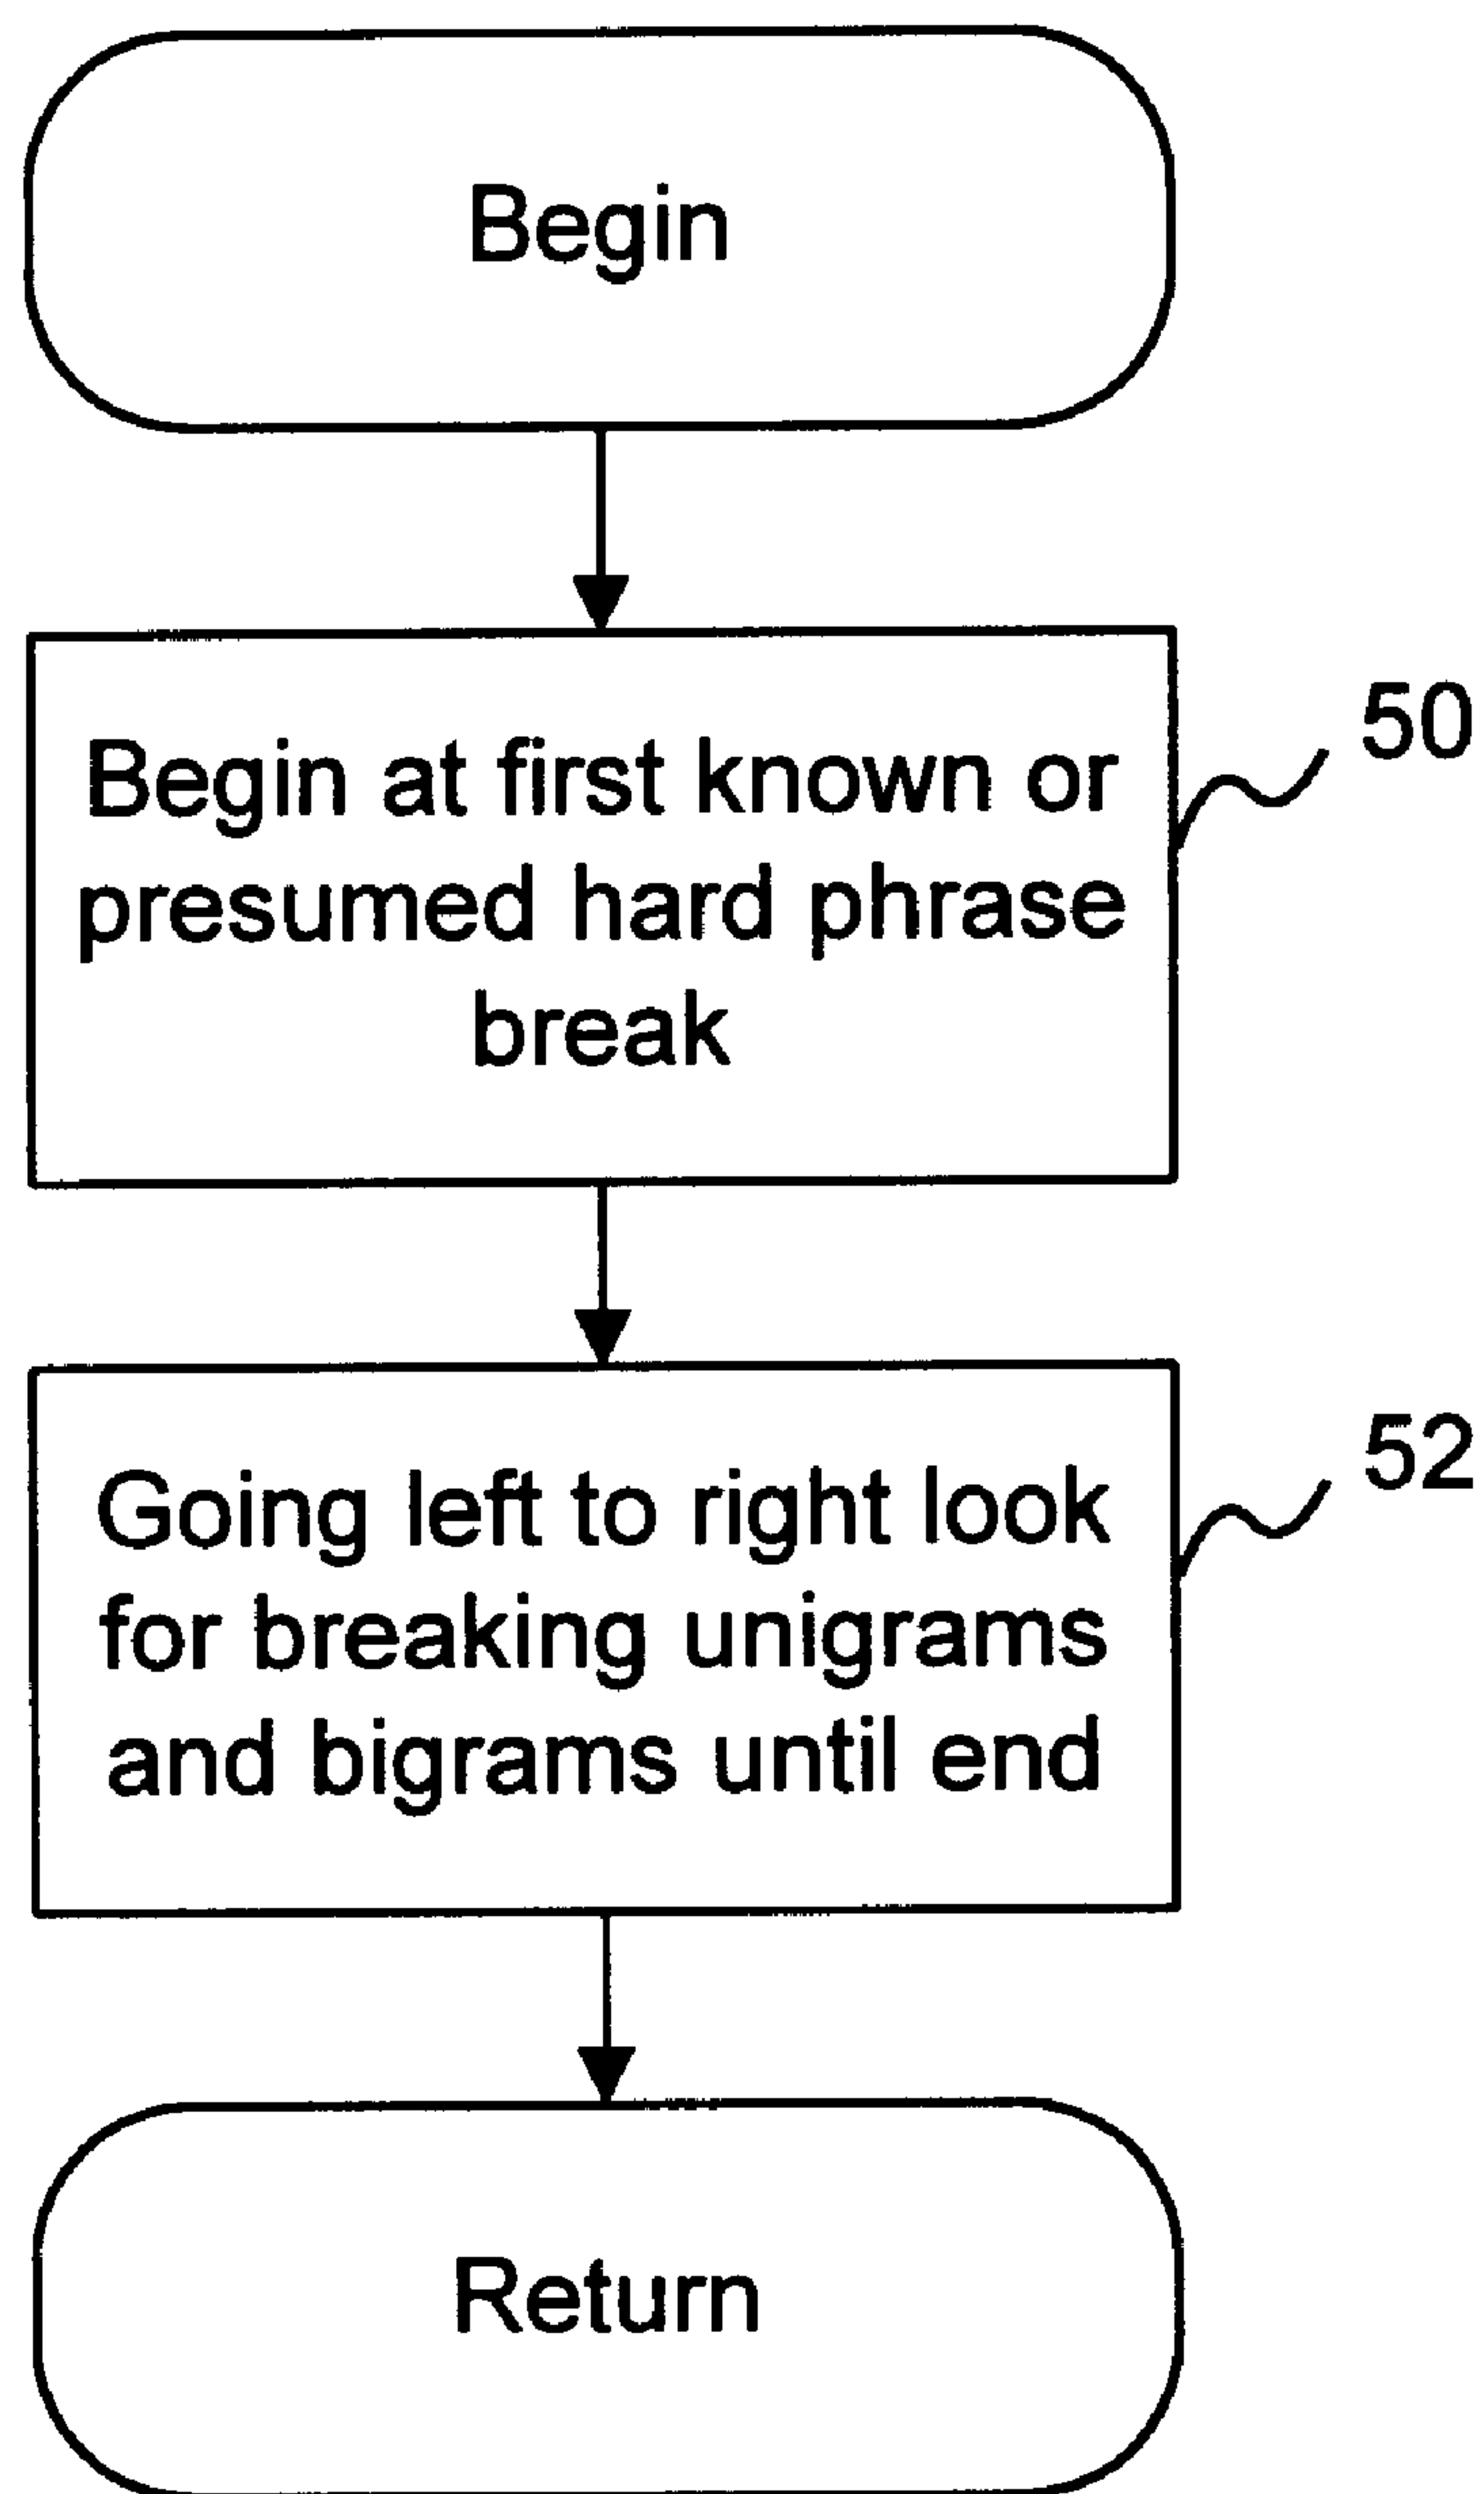 Begin
50
Begin at first known or
presumed hard phrase
break
52
Going left to right look
for breaking unigrams
and bigrams until end
Return